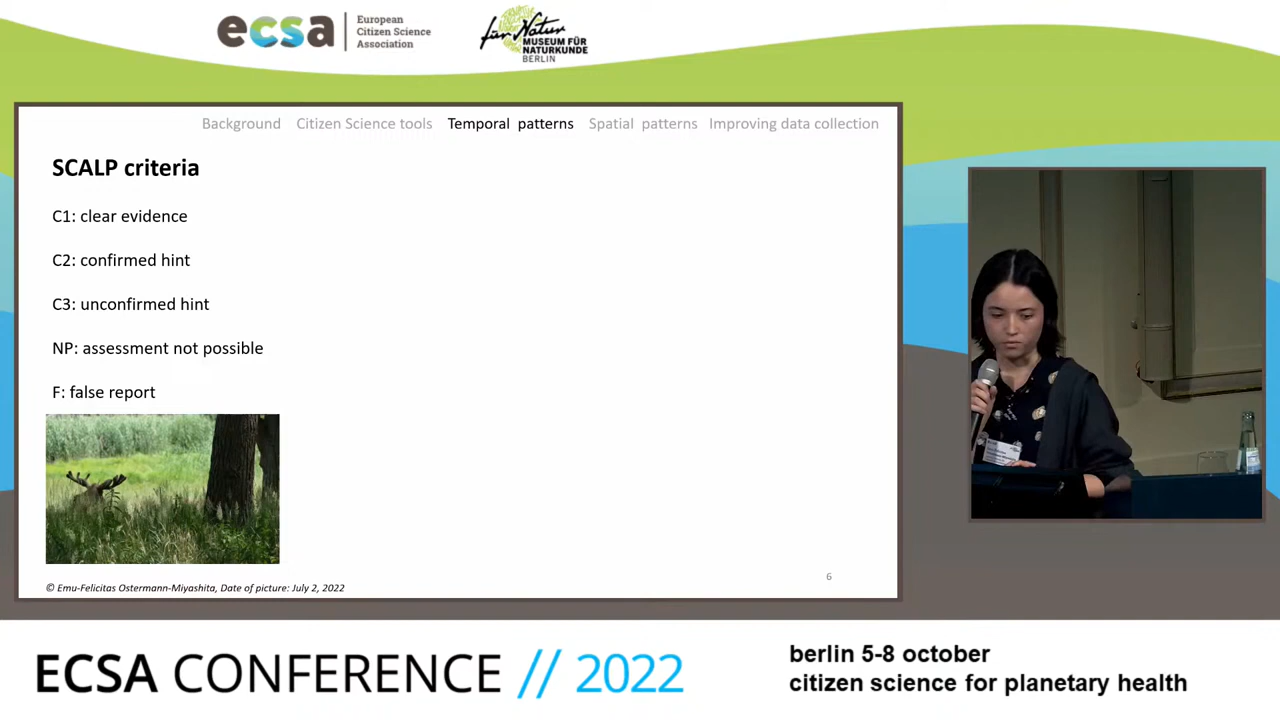 ecsa
European
Citizen Science
Association
für Natur
MUSEUM FÜR
NATURKUNDE
BERLIN
Background Citizen Science tools Temporal patterns Spatial patterns Improving data collection
SCALP criteria
C1: clear evidence
C2: confirmed hint
C3: unconfirmed hint
NP: assessment not possible
F: false report
© Emu-Felicitas Ostermann-Miyashita, Date of picture: July 2, 2022
6
ECSA CONFERENCE // 2022
berlin 5-8 october
citizen science for planetary health